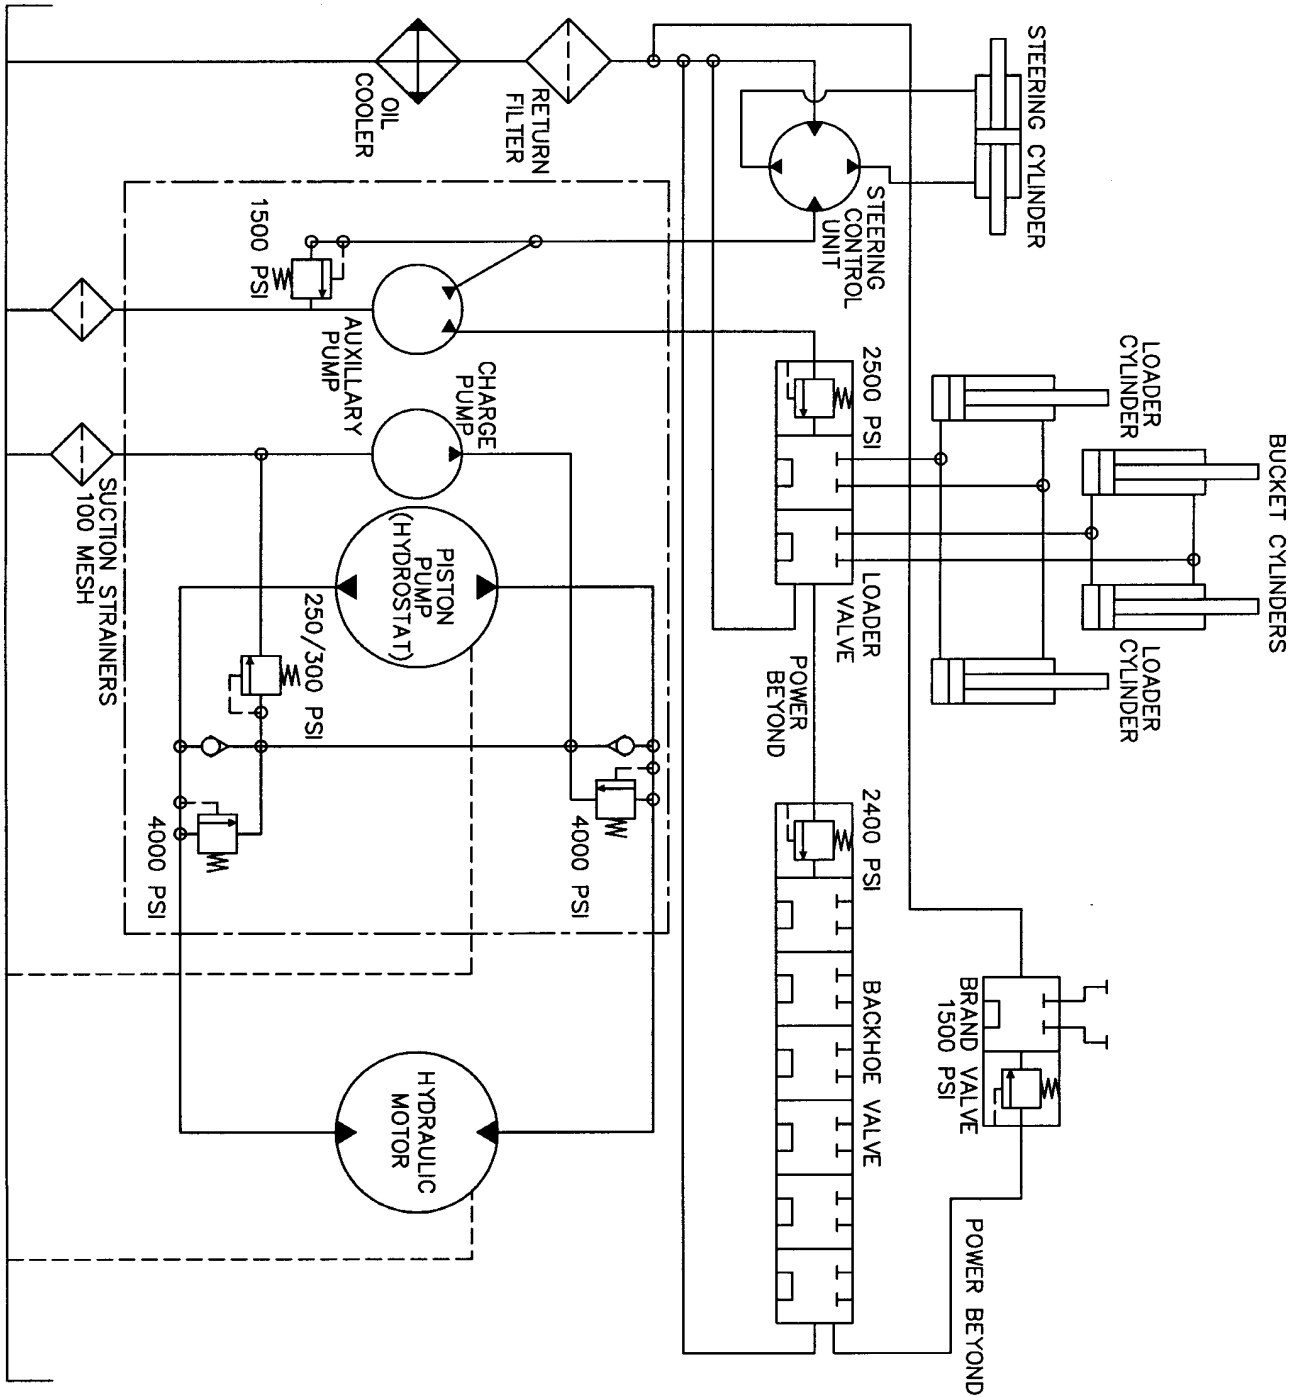 STEERING CYLINDER
LOADER
CYLINDER
BUCKET CYLINDERS
LOADER
CYLINDER
STEERING
CONTROL
UNIT
2500 PSI
LOADER
VALVE
POWER
BEYOND
2400 PSI
BACKHOE VALVE
BRAND VALVE
1500 PSI
POWER BEYOND
RETURN
FILTER
OIL
COOLER
1500 PSI
AUXILLARY
PUMP
CHARGE
PUMP
PISTON
PUMP
(HYDROSTAT)
SUCTION STRAINERS
100 MESH
250/300 PSI
4000 PSI
4000 PSI
HYDRAULIC
MOTOR